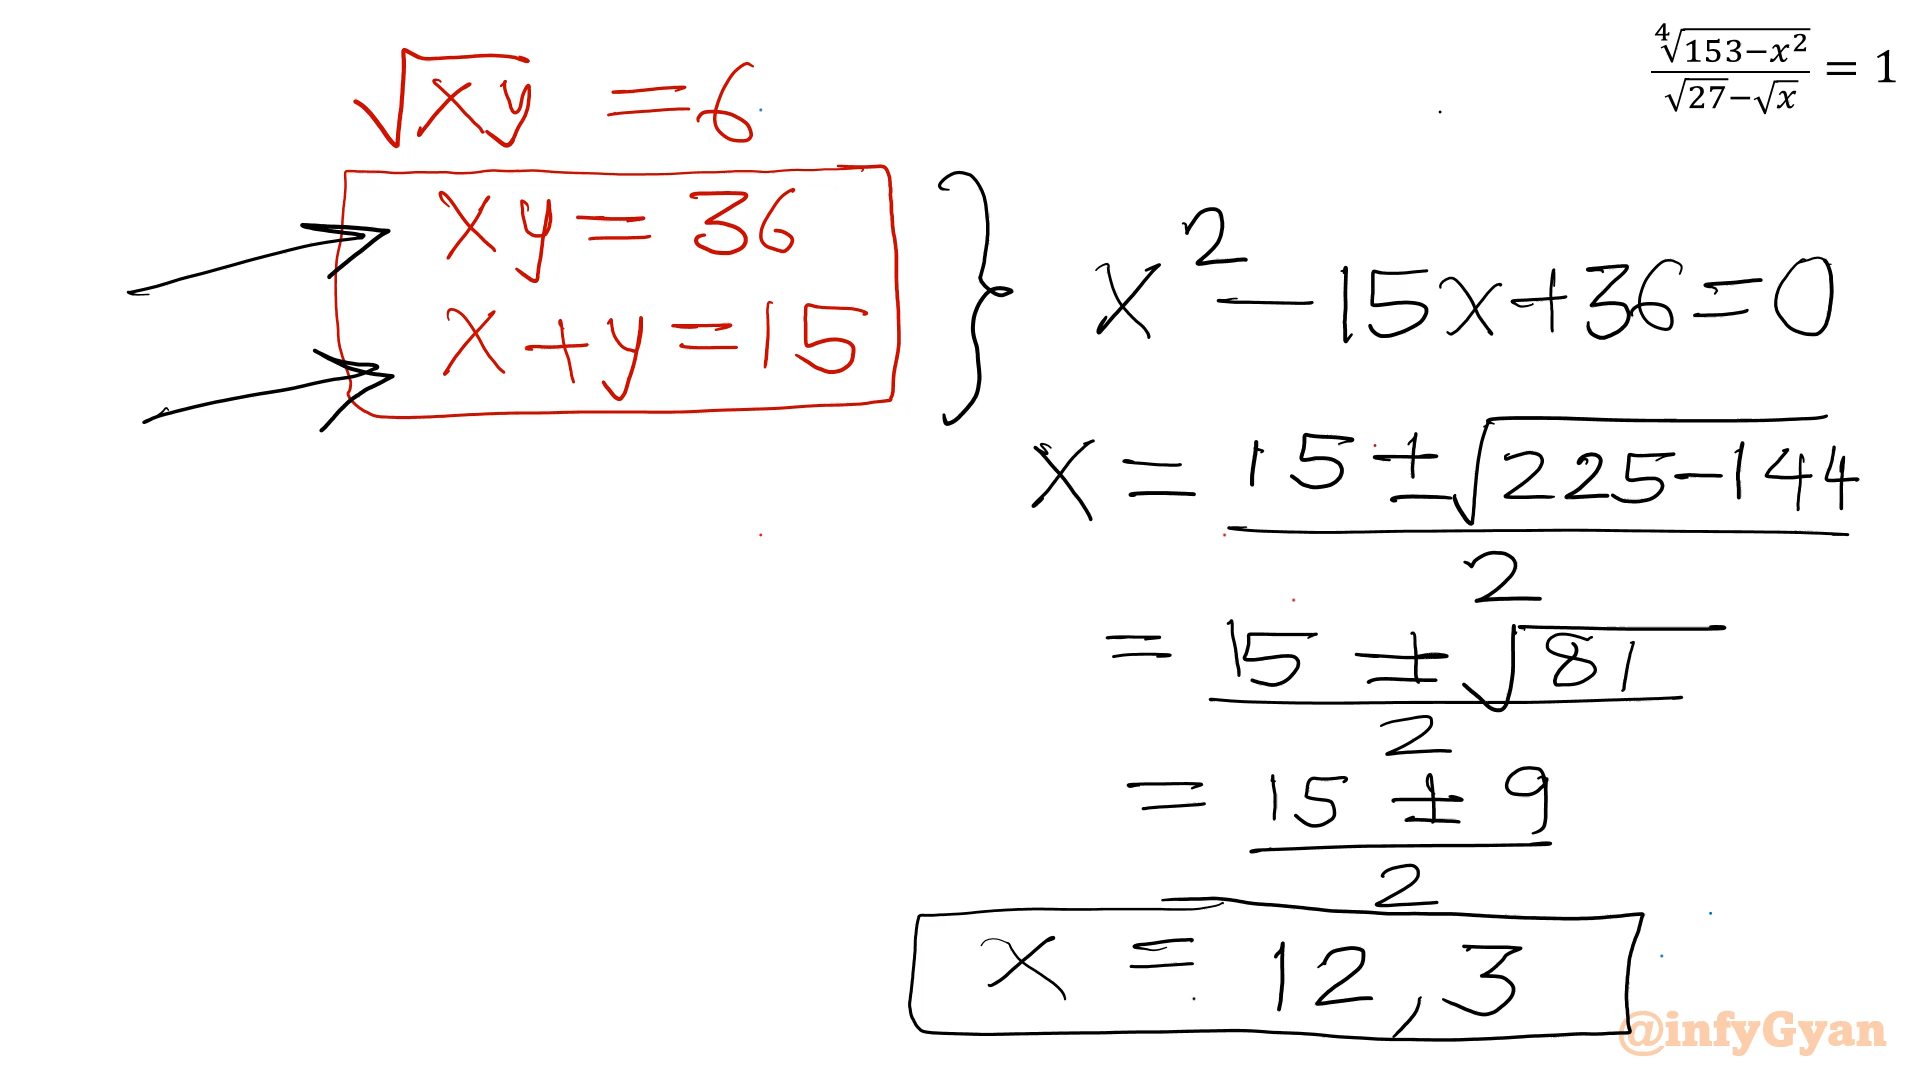 √xy = 6
xy = 36
x + y = 15
∜(153−x²) / (√27 − √x) = 1
x² − 15x + 36 = 0
x = (15 ± √(225 − 144)) / 2
= (15 ± √81) / 2
= (15 ± 9) / 2
x = 12, 3
@infyGyan